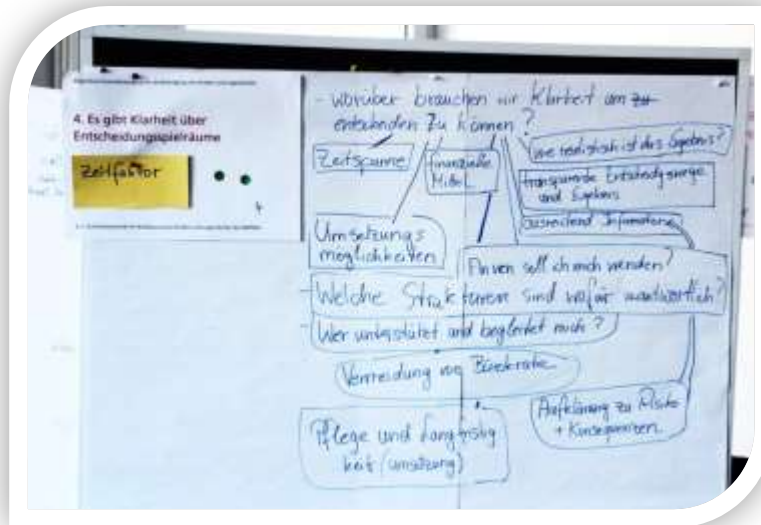 4. Es gibt Klarheit über
Entscheidungsspielräume
Zeitfaktor
- worüber brauchen wir Klarheit um zu
entscheiden zu können?
Zeitspanne
finanzielle
Mittel
wie realistisch ist das Ergebnis?
transparente Entscheidungswege
und Ergebnis
ausreichend Informationen
Umsetzungs
möglichkeiten
An wen soll ich mich wenden?
- Welche Strukturen sind wofür verantwortlich?
- Wer unterstützt und begleitet mich?
Vermeidung von Bürokratie
Aufklärung zu Risiko
+ Konsequenzen
Pflege und Langfristig
keit (Umsetzung)